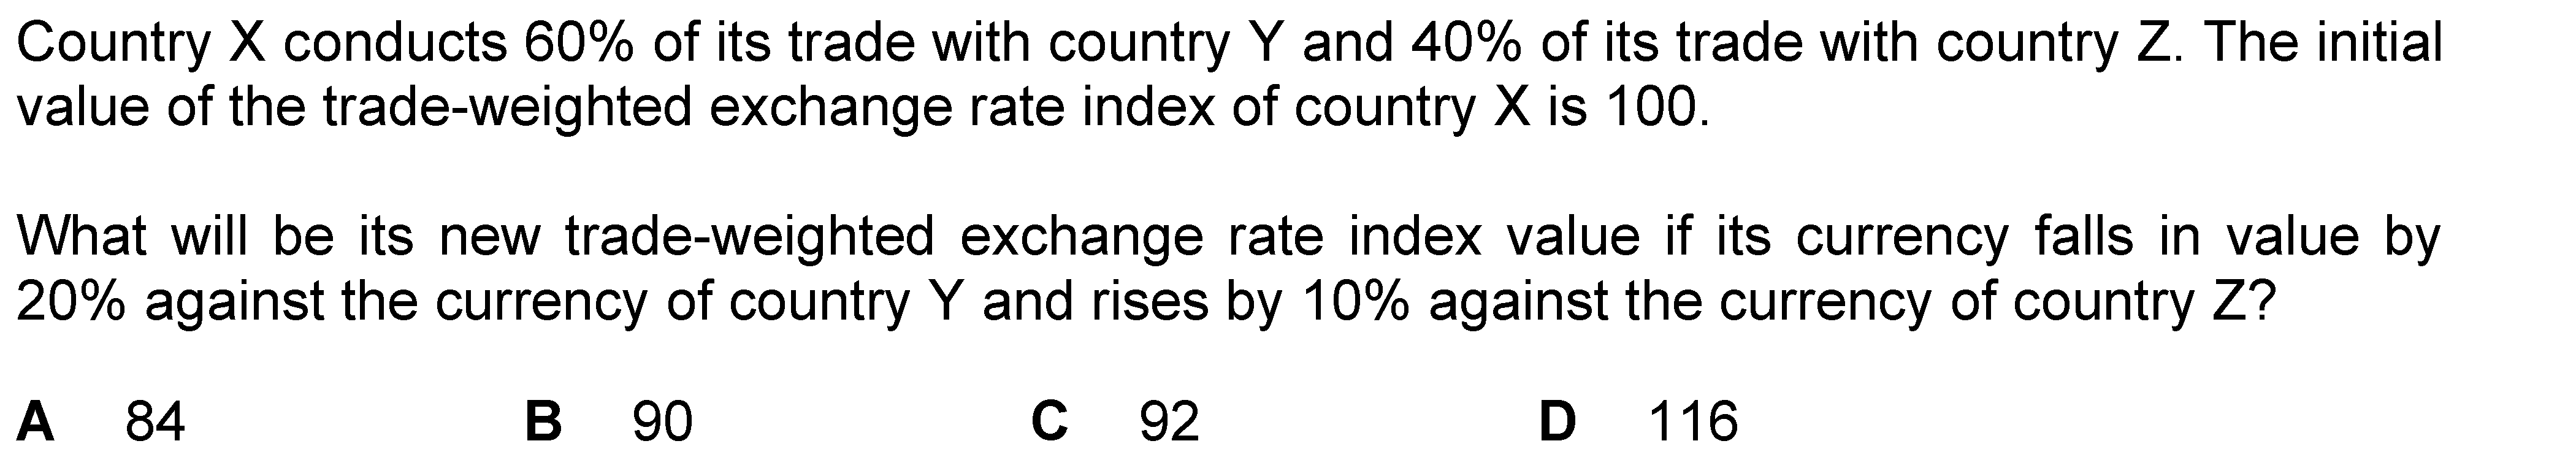 Country X conducts 60% of its trade with country Y and 40% of its trade with country Z. The initial
value of the trade-weighted exchange rate index of country X is 100.
What will be its new trade-weighted exchange rate index value if its currency falls in value by
20% against the currency of country Y and rises by 10% against the currency of country Z?
A 84 B 90 C 92 D 116